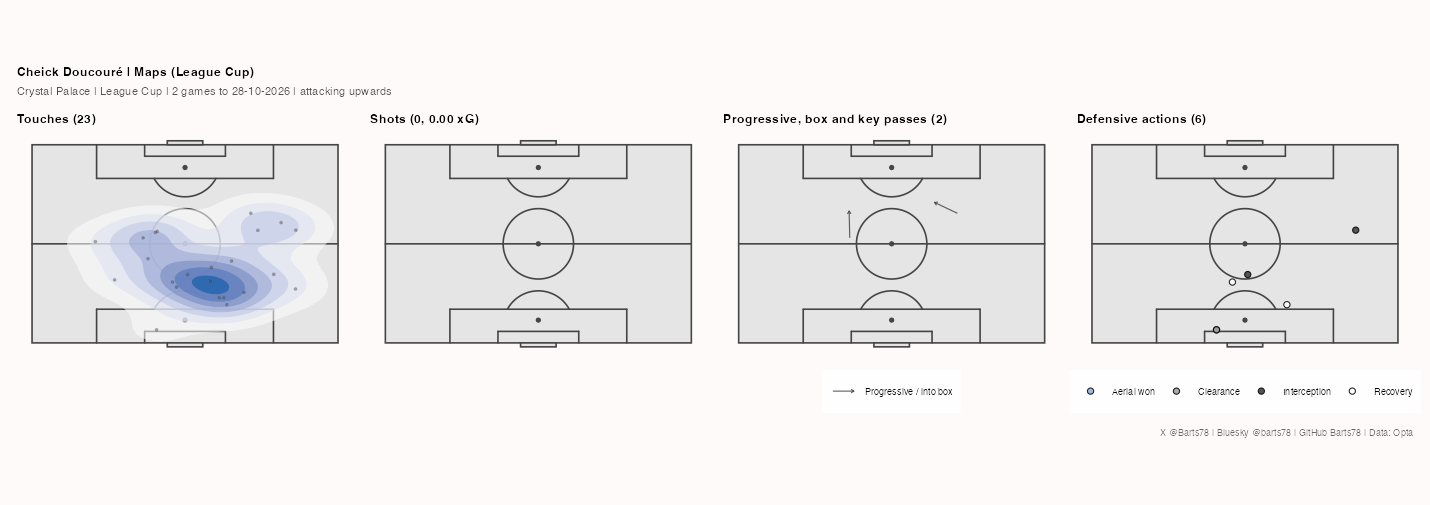 Cheick Doucouré | Maps (League Cup)
Crystal Palace | League Cup | 2 games to 28-10-2026 | attacking upwards
Touches (23)
Shots (0, 0.00 xG)
Progressive, box and key passes (2)
Defensive actions (6)
Progressive / into box
Aerial won
Clearance
Interception
Recovery
X @Barts78 | Bluesky @barts78 | GitHub Barts78 | Data: Opta